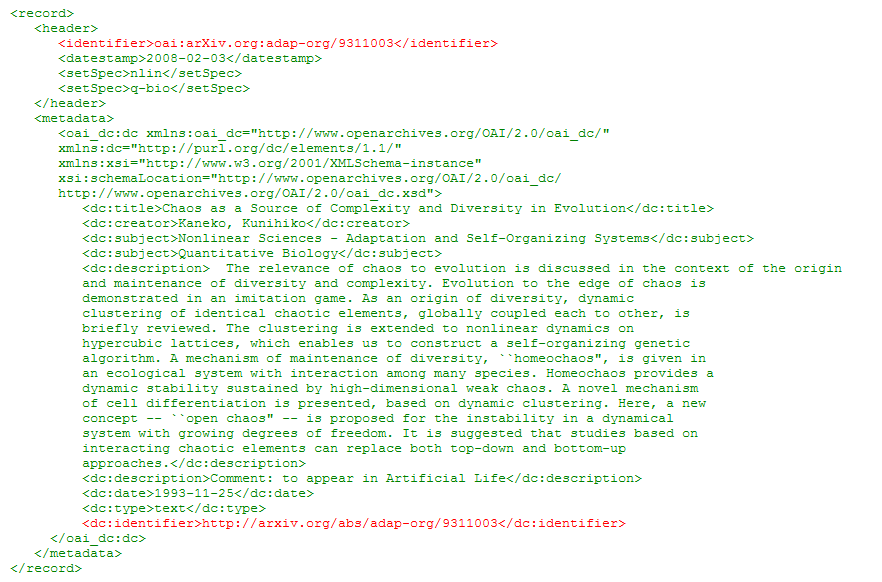 <record>
<header>
<identifier>oai:arXiv.org:adap-org/9311003</identifier>
<datestamp>2008-02-03</datestamp>
<setSpec>nlin</setSpec>
<setSpec>q-bio</setSpec>
</header>
<metadata>
<oai_dc:dc xmlns:oai_dc="http://www.openarchives.org/OAI/2.0/oai_dc/"
xmlns:dc="http://purl.org/dc/elements/1.1/"
xmlns:xsi="http://www.w3.org/2001/XMLSchema-instance"
xsi:schemaLocation="http://www.openarchives.org/OAI/2.0/oai_dc/
http://www.openarchives.org/OAI/2.0/oai_dc.xsd">
<dc:title>Chaos as a Source of Complexity and Diversity in Evolution</dc:title>
<dc:creator>Kaneko, Kunihiko</dc:creator>
<dc:subject>Nonlinear Sciences - Adaptation and Self-Organizing Systems</dc:subject>
<dc:subject>Quantitative Biology</dc:subject>
<dc:description>  The relevance of chaos to evolution is discussed in the context of the origin
and maintenance of diversity and complexity. Evolution to the edge of chaos is
demonstrated in an imitation game. As an origin of diversity, dynamic
clustering of identical chaotic elements, globally coupled each to other, is
briefly reviewed. The clustering is extended to nonlinear dynamics on
hypercubic lattices, which enables us to construct a self-organizing genetic
algorithm. A mechanism of maintenance of diversity, ``homeochaos", is given in
an ecological system with interaction among many species. Homeochaos provides a
dynamic stability sustained by high-dimensional weak chaos. A novel mechanism
of cell differentiation is presented, based on dynamic clustering. Here, a new
concept -- ``open chaos" -- is proposed for the instability in a dynamical
system with growing degrees of freedom. It is suggested that studies based on
interacting chaotic elements can replace both top-down and bottom-up
approaches.</dc:description>
<dc:description>Comment: to appear in Artificial Life</dc:description>
<dc:date>1993-11-25</dc:date>
<dc:type>text</dc:type>
<dc:identifier>http://arxiv.org/abs/adap-org/9311003</dc:identifier>
</oai_dc:dc>
</metadata>
</record>